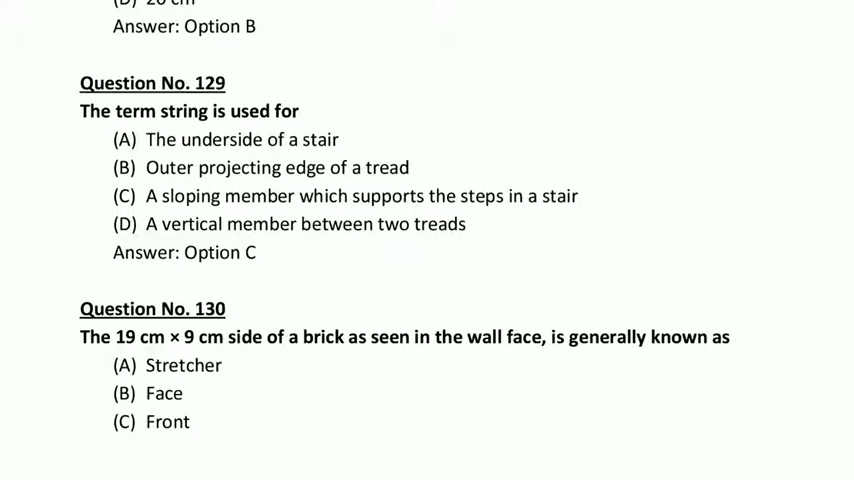 (D) 20 cm
Answer: Option B
Question No. 129
The term string is used for
(A) The underside of a stair
(B) Outer projecting edge of a tread
(C) A sloping member which supports the steps in a stair
(D) A vertical member between two treads
Answer: Option C
Question No. 130
The 19 cm × 9 cm side of a brick as seen in the wall face, is generally known as
(A) Stretcher
(B) Face
(C) Front